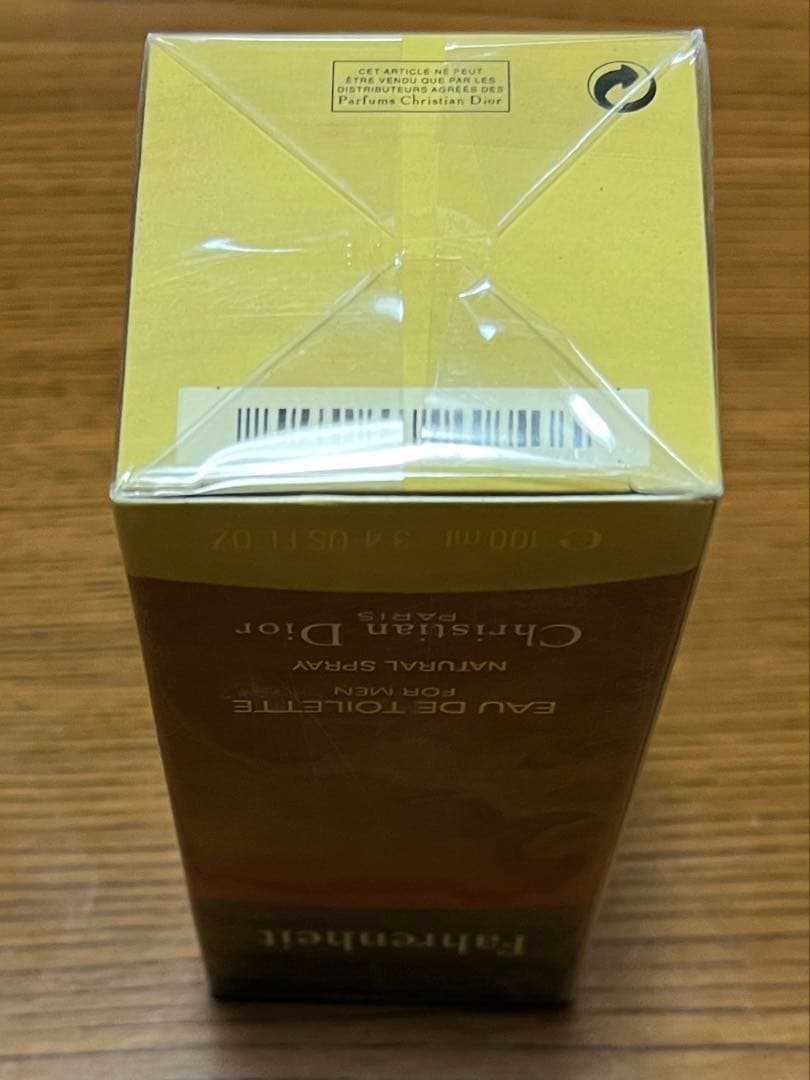 CET ARTICLE NE PEUT
ÊTRE VENDU QUE PAR LES
DISTRIBUTEURS AGRÉÉS DES
Parfums Christian Dior
Fahrenheit
EAU DE TOILETTE
FOR MEN
NATURAL SPRAY
Christian Dior
PARIS
℮ 100 ml 3.4 US FL OZ